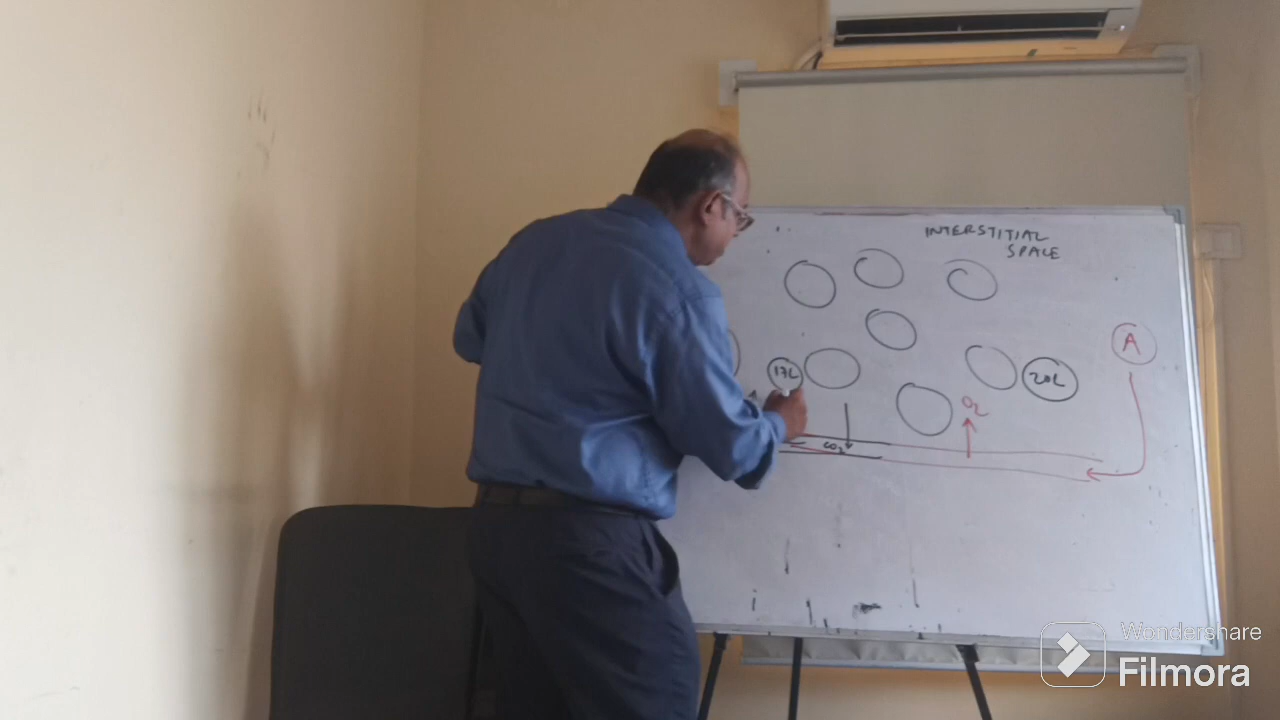 INTERSTITIAL
SPACE
A
17L
20L
O2
CO2
Wondershare
Filmora